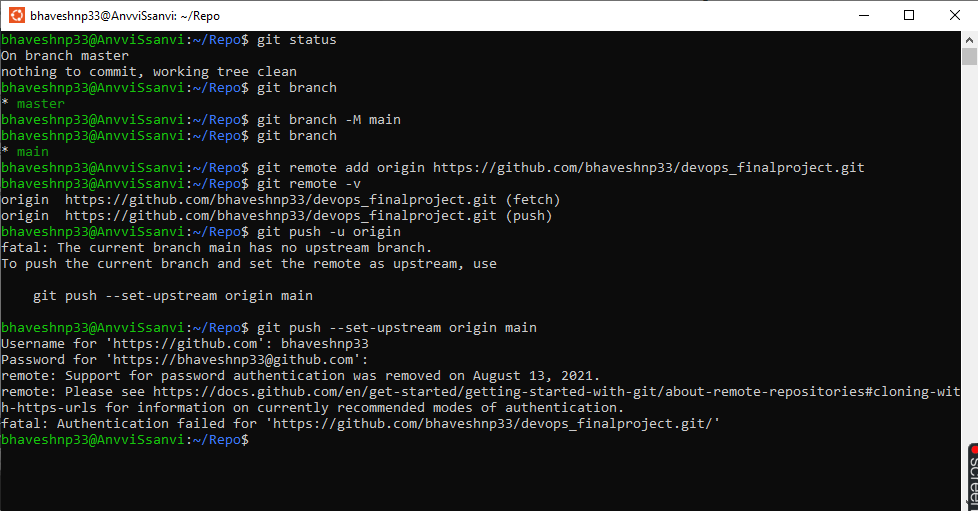 bhaveshnp33@AnvviSsanvi: ~/Repo
bhaveshnp33@AnvviSsanvi:~/Repo$ git status
On branch master
nothing to commit, working tree clean
bhaveshnp33@AnvviSsanvi:~/Repo$ git branch
* master
bhaveshnp33@AnvviSsanvi:~/Repo$ git branch -M main
bhaveshnp33@AnvviSsanvi:~/Repo$ git branch
* main
bhaveshnp33@AnvviSsanvi:~/Repo$ git remote add origin https://github.com/bhaveshnp33/devops_finalproject.git
bhaveshnp33@AnvviSsanvi:~/Repo$ git remote -v
origin  https://github.com/bhaveshnp33/devops_finalproject.git (fetch)
origin  https://github.com/bhaveshnp33/devops_finalproject.git (push)
bhaveshnp33@AnvviSsanvi:~/Repo$ git push -u origin
fatal: The current branch main has no upstream branch.
To push the current branch and set the remote as upstream, use
    git push --set-upstream origin main
bhaveshnp33@AnvviSsanvi:~/Repo$ git push --set-upstream origin main
Username for 'https://github.com': bhaveshnp33
Password for 'https://bhaveshnp33@github.com':
remote: Support for password authentication was removed on August 13, 2021.
remote: Please see https://docs.github.com/en/get-started/getting-started-with-git/about-remote-repositories#cloning-wit
h-https-urls for information on currently recommended modes of authentication.
fatal: Authentication failed for 'https://github.com/bhaveshnp33/devops_finalproject.git/'
bhaveshnp33@AnvviSsanvi:~/Repo$